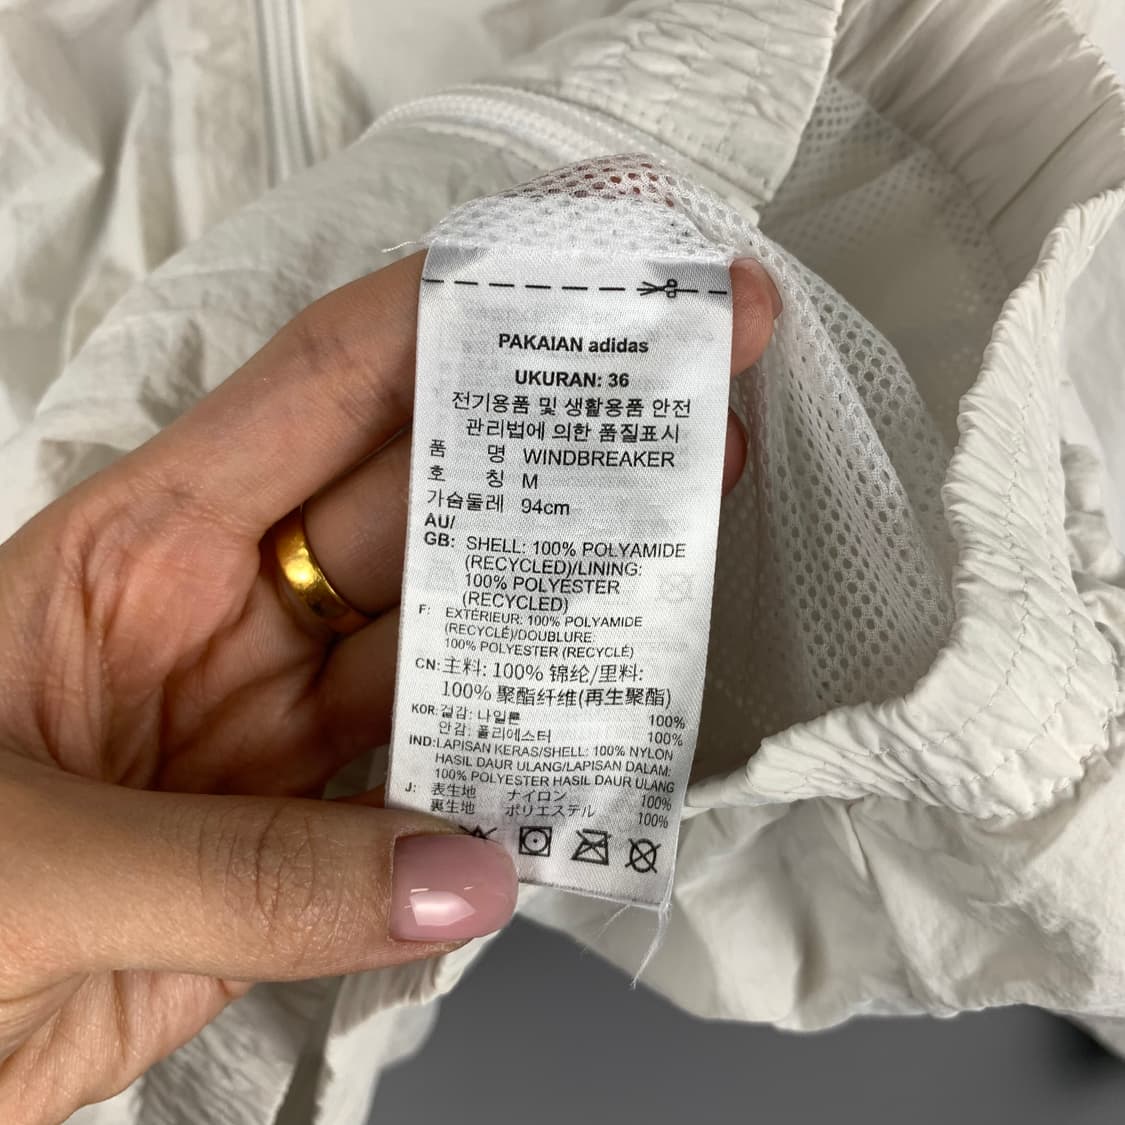 PAKAIAN adidas
UKURAN: 36
전기용품 및 생활용품 안전
관리법에 의한 품질표시
품 명 WINDBREAKER
호 칭 M
가슴둘레 94cm
AU/
GB: SHELL: 100% POLYAMIDE
(RECYCLED)/LINING:
100% POLYESTER
(RECYCLED)
F: EXTÉRIEUR: 100% POLYAMIDE
(RECYCLÉ)/DOUBLURE:
100% POLYESTER (RECYCLÉ)
CN: 主料: 100% 锦纶/里料:
100% 聚酯纤维(再生聚酯)
KOR: 겉감: 나일론 100%
안감: 폴리에스터 100%
IND: LAPISAN KERAS/SHELL: 100% NYLON
HASIL DAUR ULANG/LAPISAN DALAM:
100% POLYESTER HASIL DAUR ULANG
J: 表生地 ナイロン 100%
裏生地 ポリエステル 100%